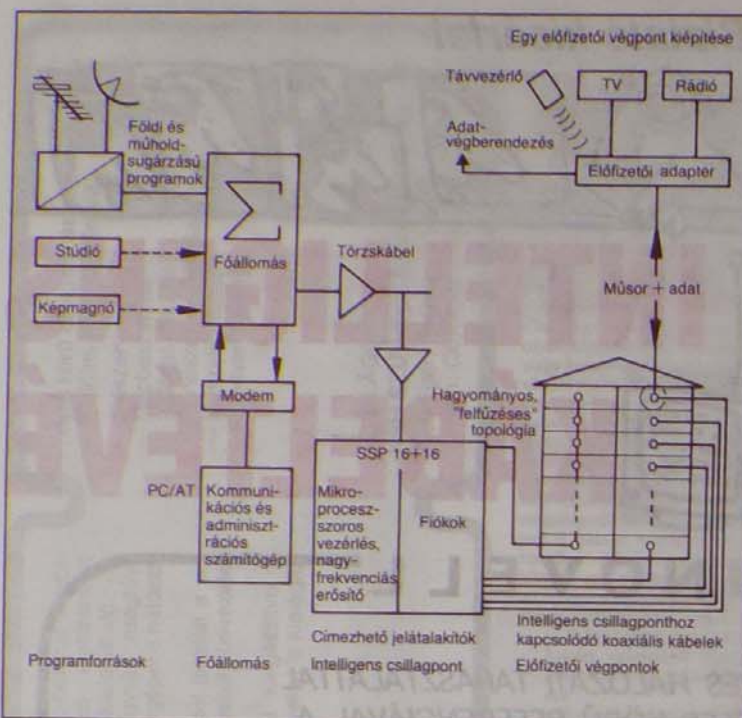 Egy előfizetői végpont kiépítése
Távvezérlő
TV
Rádió
Adat-
végberendezés
Előfizetői adapter
Földi és
műhold-
sugárzású
programok
Stúdió
Képmagnó
Főállomás
Törzskábel
Műsor + adat
Modem
Hagyományos,
"felfűzéses"
topológia
PC/AT
Kommuni-
kációs és
adminiszt-
rációs
számítógép
SSP 16+16
Mikro-
procesz-
szoros
vezérlés,
nagy-
frekvenciás
erősítő
Fiókok
Címezhető jelátalakítók
Intelligens csillagponthoz
kapcsolódó koaxiális kábelek
Programforrások
Főállomás
Intelligens csillagpont
Előfizetői végpontok